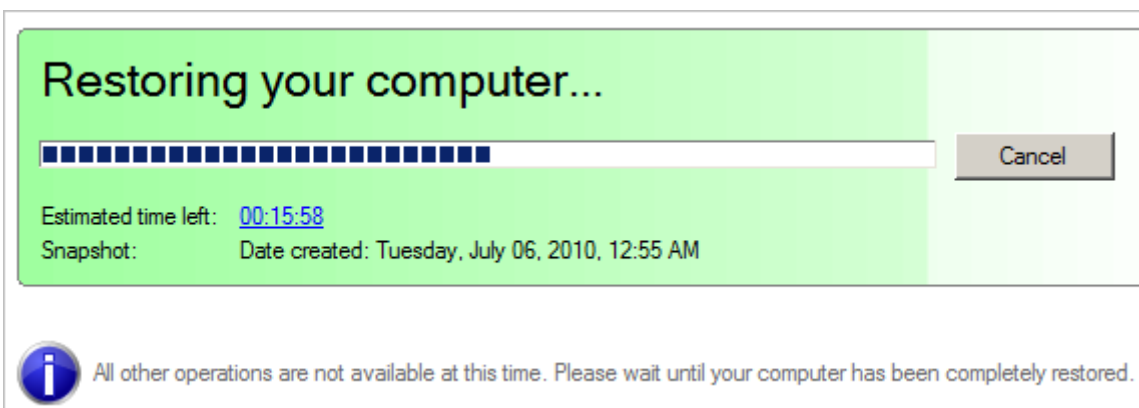 Restoring your computer...
Cancel
Estimated time left: 00:15:58
Snapshot: Date created: Tuesday, July 06, 2010, 12:55 AM
All other operations are not available at this time. Please wait until your computer has been completely restored.